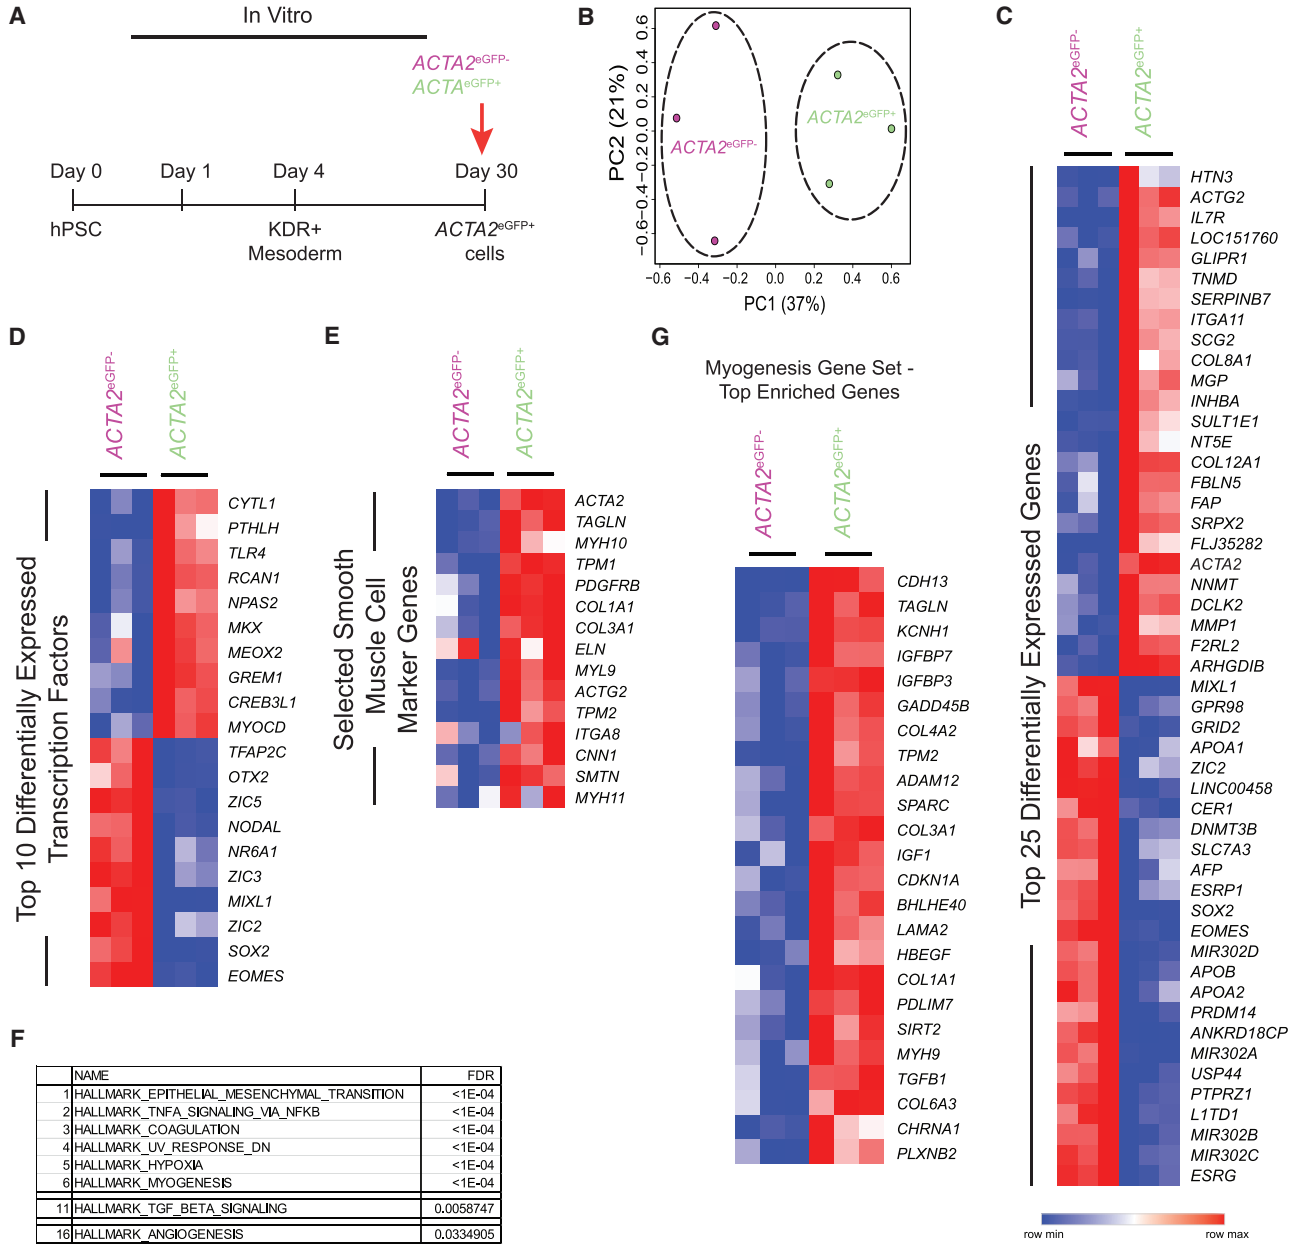 A
In Vitro
ACTA2eGFP-
ACTAeGFP+
Day 0
Day 1
Day 4
Day 30
hPSC
KDR+
Mesoderm
ACTA2eGFP+
cells
B
PC2 (21%)
0.6
0.4
0.2
0.0
−0.2
−0.4
−0.6
ACTA2eGFP-
ACTA2eGFP+
−0.6 −0.4 −0.2 0.0 0.2 0.4 0.6
PC1 (37%)
C
ACTA2eGFP-
ACTA2eGFP+
Top 25 Differentially Expressed Genes
HTN3
ACTG2
IL7R
LOC151760
GLIPR1
TNMD
SERPINB7
ITGA11
SCG2
COL8A1
MGP
INHBA
SULT1E1
NT5E
COL12A1
FBLN5
FAP
SRPX2
FLJ35282
ACTA2
NNMT
DCLK2
MMP1
F2RL2
ARHGDIB
MIXL1
GPR98
GRID2
APOA1
ZIC2
LINC00458
CER1
DNMT3B
SLC7A3
AFP
ESRP1
SOX2
EOMES
MIR302D
APOB
APOA2
PRDM14
ANKRD18CP
MIR302A
USP44
PTPRZ1
L1TD1
MIR302B
MIR302C
ESRG
row min
row max
D
ACTA2eGFP-
ACTA2eGFP+
Top 10 Differentially Expressed
Transcription Factors
CYTL1
PTHLH
TLR4
RCAN1
NPAS2
MKX
MEOX2
GREM1
CREB3L1
MYOCD
TFAP2C
OTX2
ZIC5
NODAL
NR6A1
ZIC3
MIXL1
ZIC2
SOX2
EOMES
E
ACTA2eGFP-
ACTA2eGFP+
Selected Smooth
Muscle Cell
Marker Genes
ACTA2
TAGLN
MYH10
TPM1
PDGFRB
COL1A1
COL3A1
ELN
MYL9
ACTG2
TPM2
ITGA8
CNN1
SMTN
MYH11
F
NAME FDR
1 HALLMARK_EPITHELIAL_MESENCHYMAL_TRANSITION <1E-04
2 HALLMARK_TNFA_SIGNALING_VIA_NFKB <1E-04
3 HALLMARK_COAGULATION <1E-04
4 HALLMARK_UV_RESPONSE_DN <1E-04
5 HALLMARK_HYPOXIA <1E-04
6 HALLMARK_MYOGENESIS <1E-04
11 HALLMARK_TGF_BETA_SIGNALING 0.0058747
16 HALLMARK_ANGIOGENESIS 0.0334905
G
Myogenesis Gene Set -
Top Enriched Genes
ACTA2eGFP-
ACTA2eGFP+
CDH13
TAGLN
KCNH1
IGFBP7
IGFBP3
GADD45B
COL4A2
TPM2
ADAM12
SPARC
COL3A1
IGF1
CDKN1A
BHLHE40
LAMA2
HBEGF
COL1A1
PDLIM7
SIRT2
MYH9
TGFB1
COL6A3
CHRNA1
PLXNB2